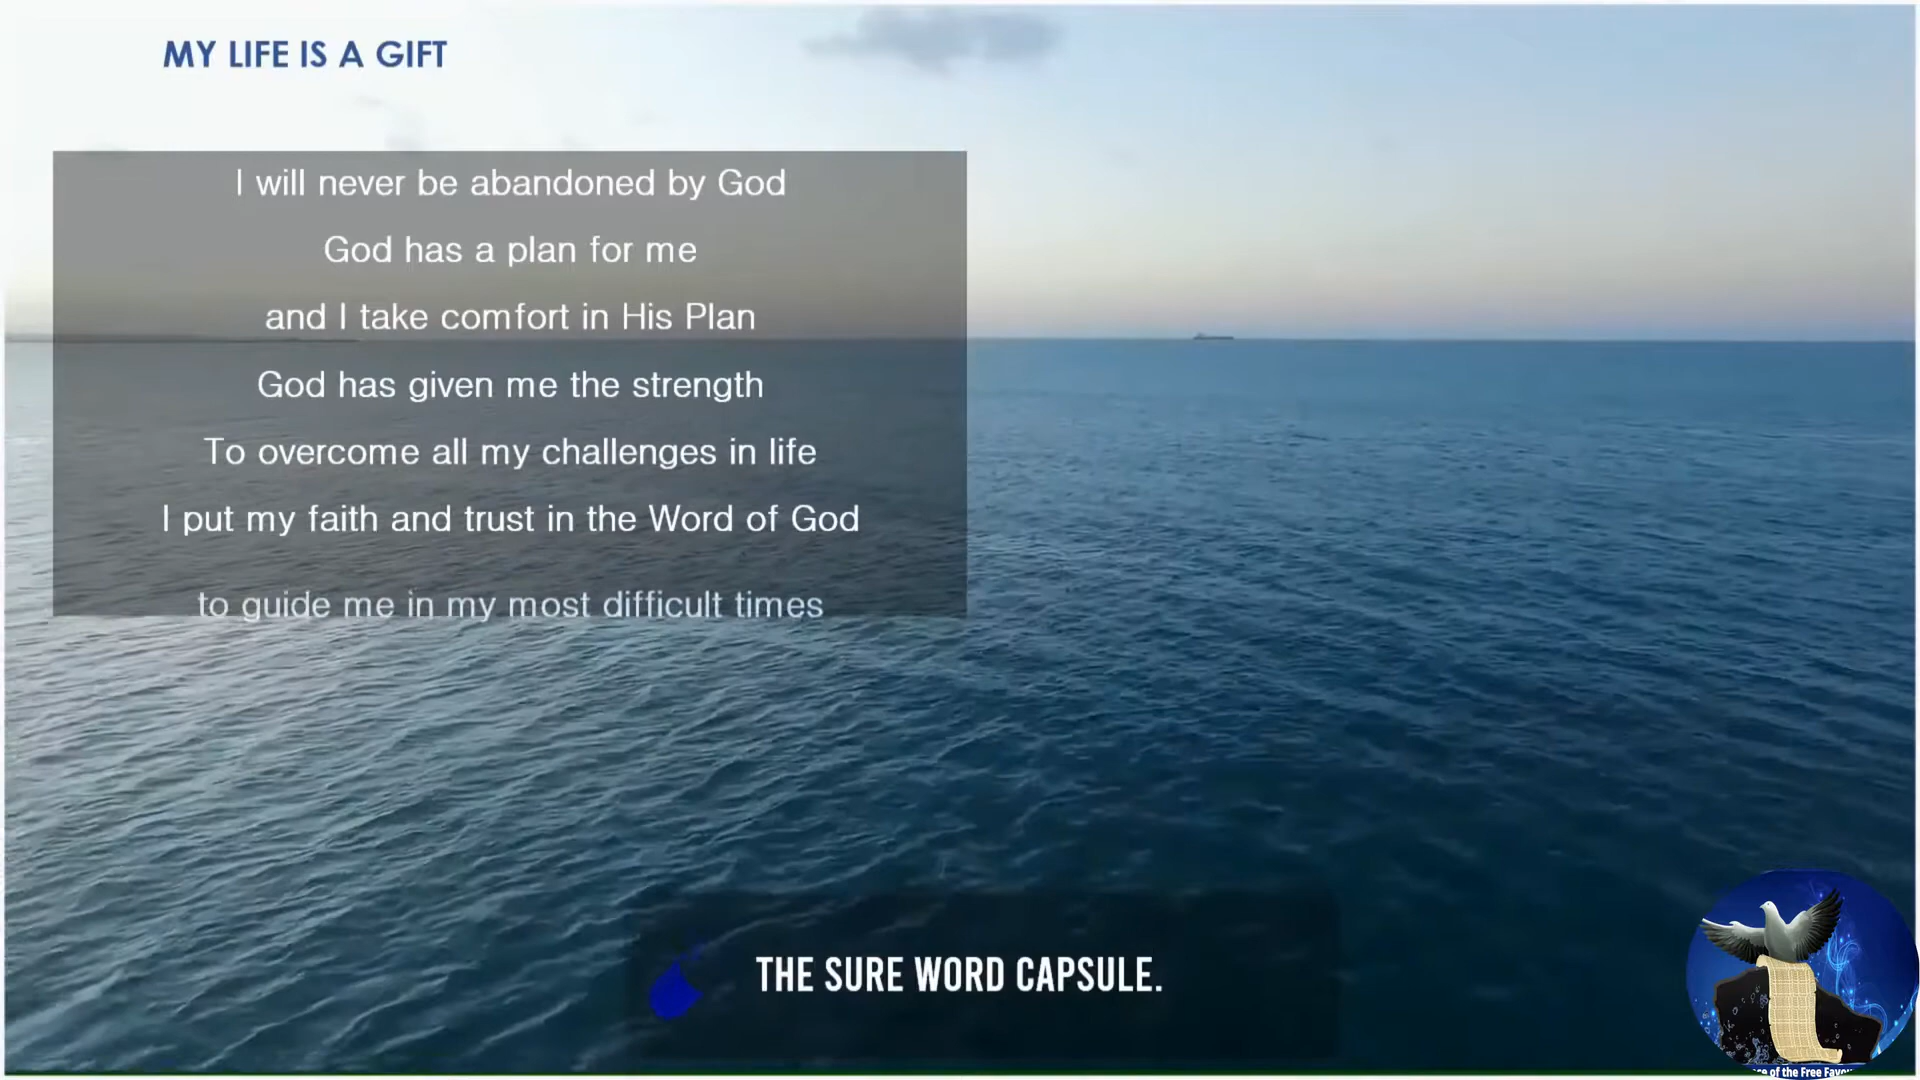 MY LIFE IS A GIFT
I will never be abandoned by God
God has a plan for me
and I take comfort in His Plan
God has given me the strength
To overcome all my challenges in life
I put my faith and trust in the Word of God
to guide me in my most difficult times
THE SURE WORD CAPSULE.
of the Free